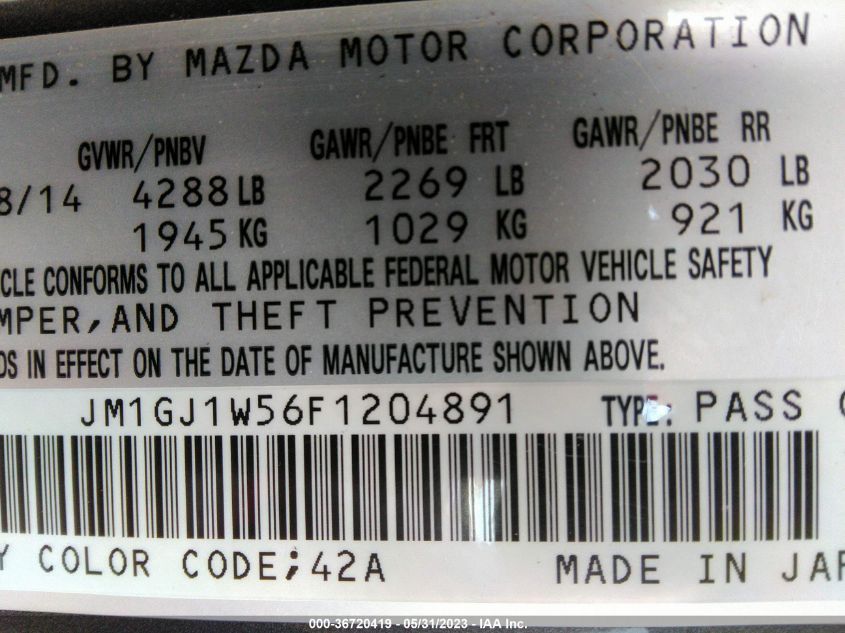 MFD. BY MAZDA MOTOR CORPORATION
GVWR/PNBV GAWR/PNBE FRT GAWR/PNBE RR
8/14 4288 LB 2269 LB 2030 LB
1945 KG 1029 KG 921 KG
ICLE CONFORMS TO ALL APPLICABLE FEDERAL MOTOR VEHICLE SAFETY
MPER,AND THEFT PREVENTION
DS IN EFFECT ON THE DATE OF MANUFACTURE SHOWN ABOVE.
JM1GJ1W56F1204891 TYPE: PASS C
Y COLOR CODE;42A MADE IN JAP
000-36720419 - 05/31/2023 - IAA Inc.